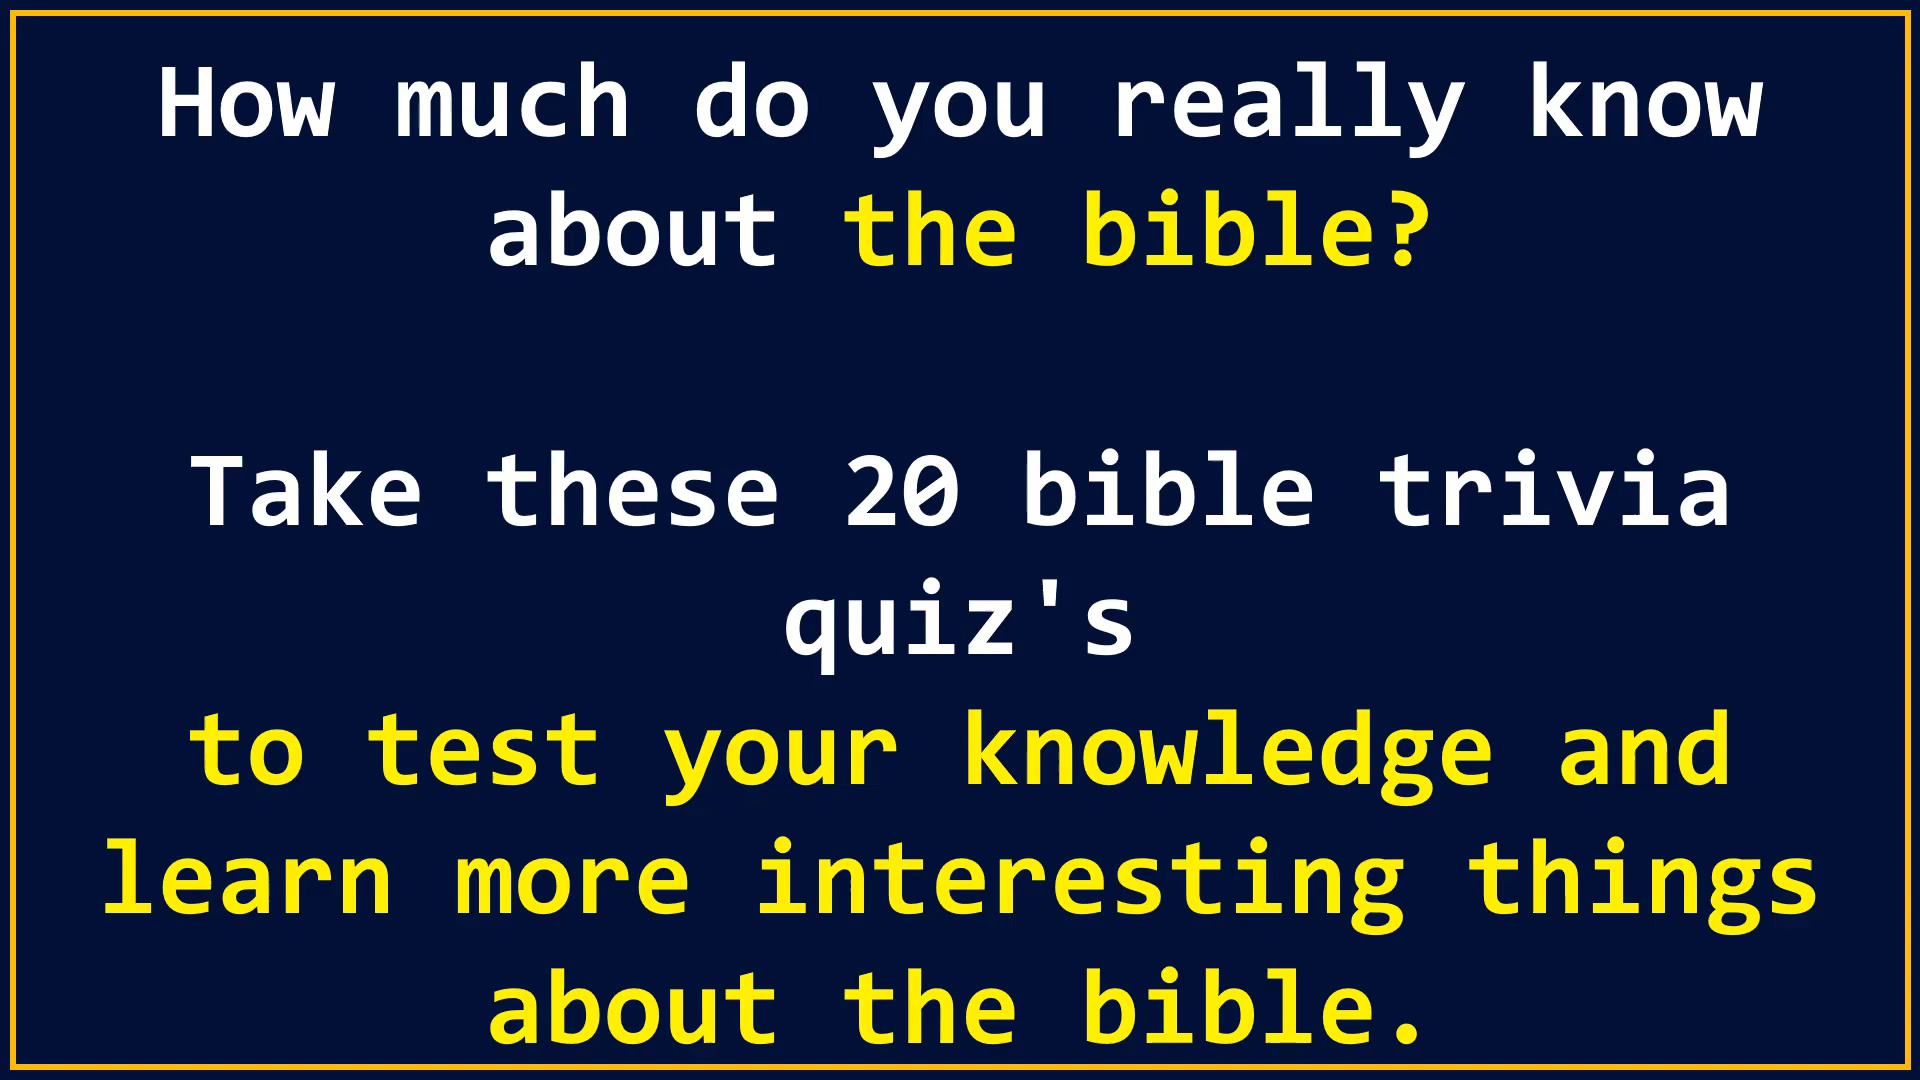 How much do you really know
about the bible?
Take these 20 bible trivia
quiz's
to test your knowledge and
learn more interesting things
about the bible.